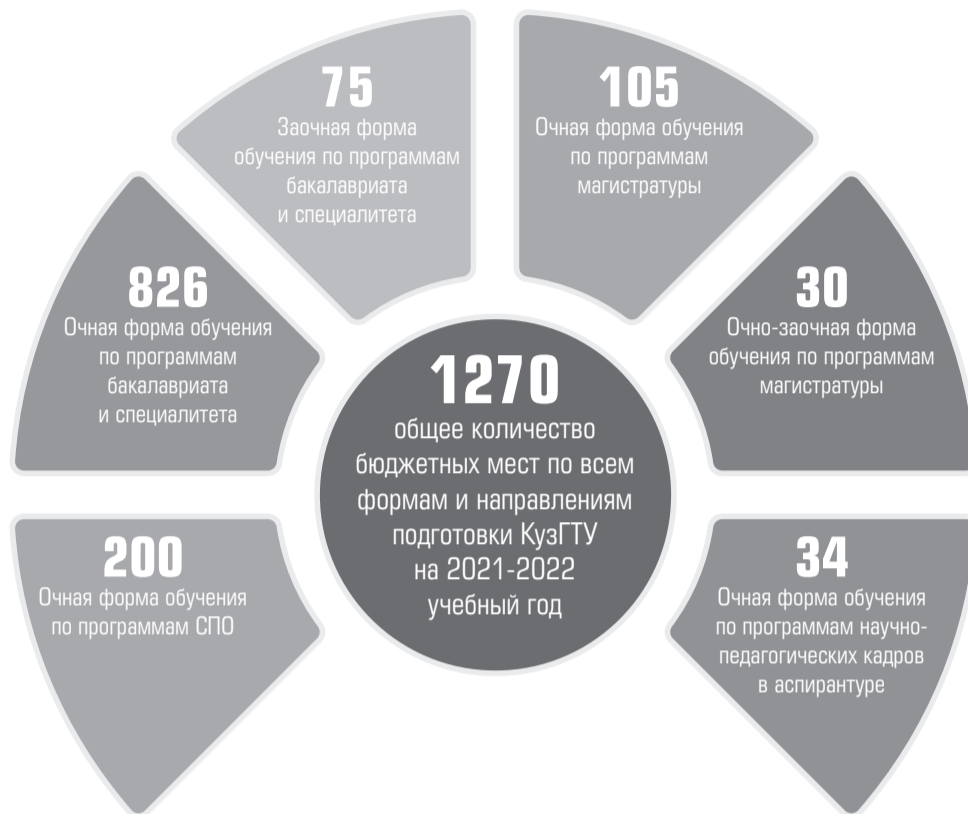 75
Заочная форма
обучения по программам
бакалавриата
и специалитета
105
Очная форма обучения
по программам
магистратуры
826
Очная форма обучения
по программам
бакалавриата
и специалитета
30
Очно-заочная форма
обучения по программам
магистратуры
1270
общее количество
бюджетных мест по всем
формам и направлениям
подготовки КузГТУ
на 2021-2022
учебный год
200
Очная форма обучения
по программам СПО
34
Очная форма обучения
по программам научно-
педагогических кадров
в аспирантуре